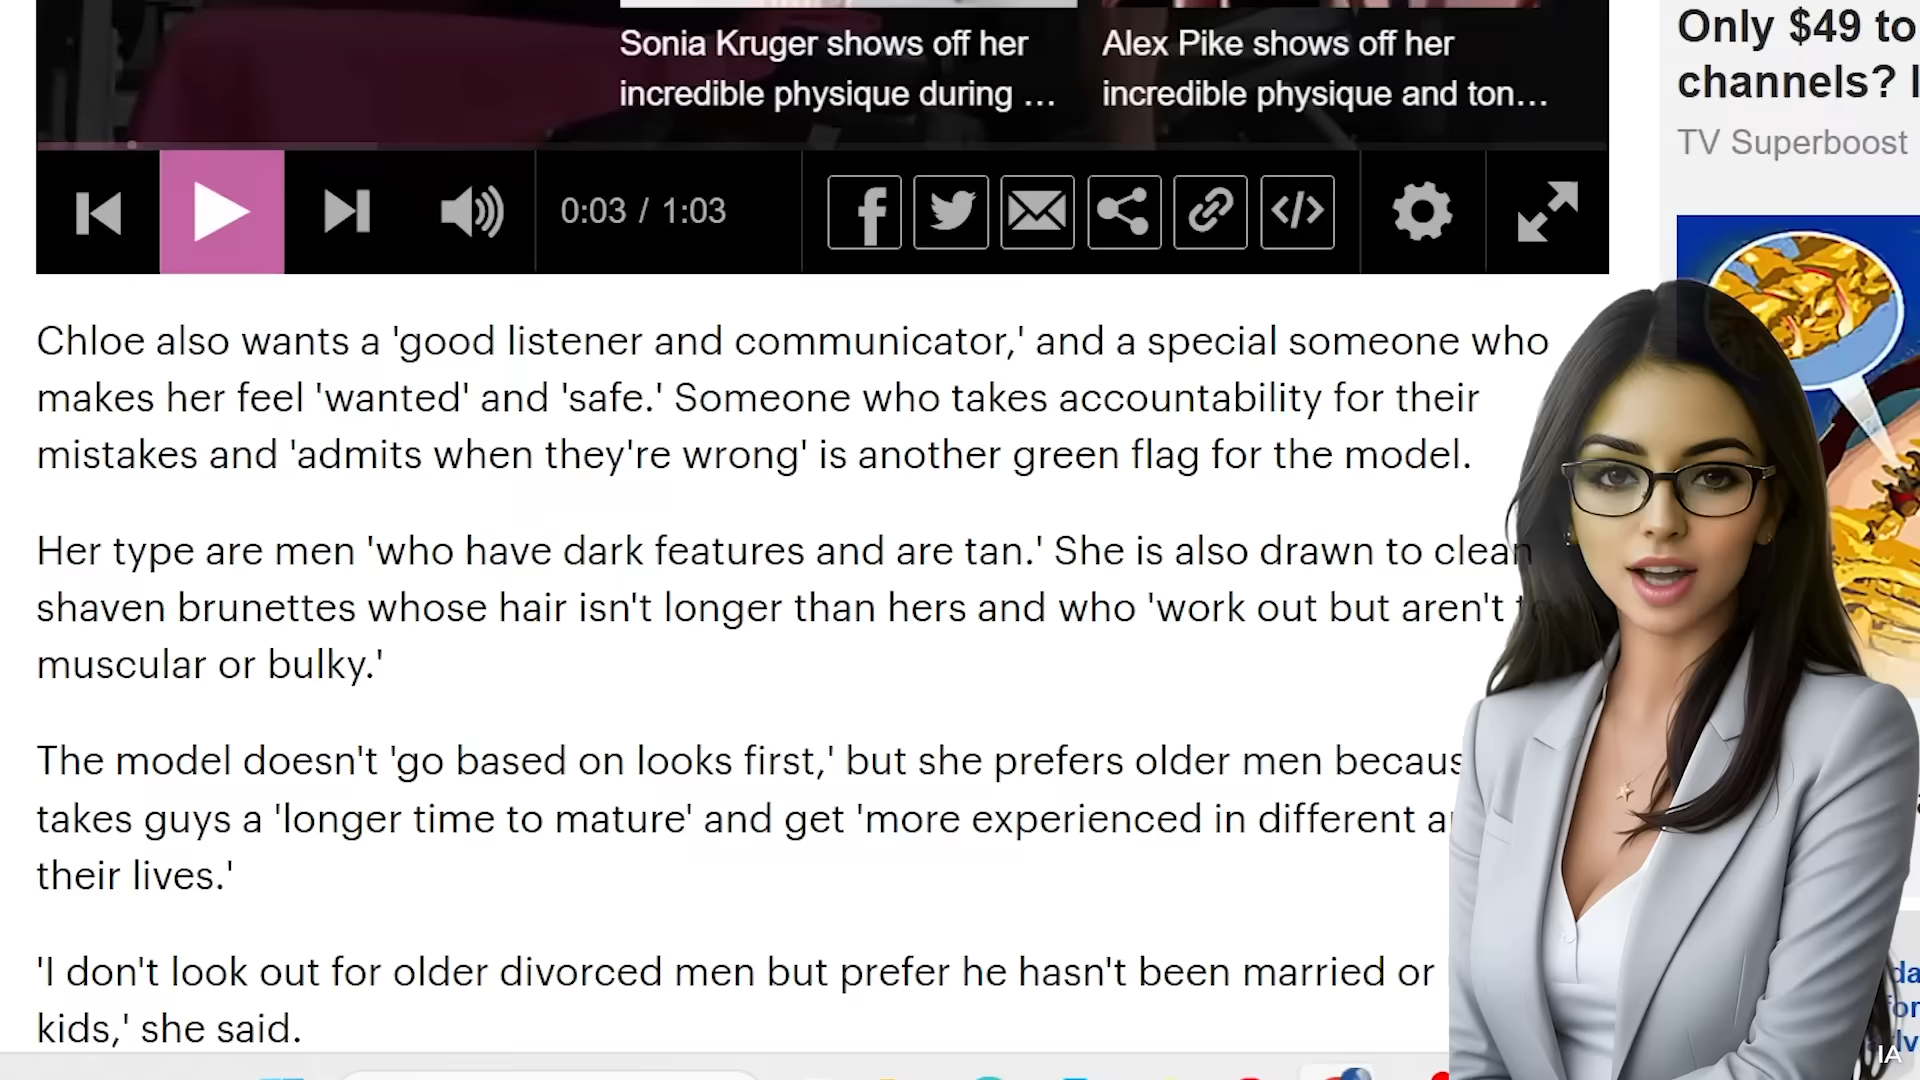 Sonia Kruger shows off her
incredible physique during ...
Alex Pike shows off her
incredible physique and ton...
Only $49 to
channels?
TV Superboost
0:03 / 1:03
Chloe also wants a 'good listener and communicator,' and a special someone who
makes her feel 'wanted' and 'safe.' Someone who takes accountability for their
mistakes and 'admits when they're wrong' is another green flag for the model.
Her type are men 'who have dark features and are tan.' She is also drawn to clean
shaven brunettes whose hair isn't longer than hers and who 'work out but aren't
muscular or bulky.'
The model doesn't 'go based on looks first,' but she prefers older men
takes guys a 'longer time to mature' and get 'more experienced in different
their lives.'
'I don't look out for older divorced men but prefer he hasn't been married or
kids,' she said.
IA